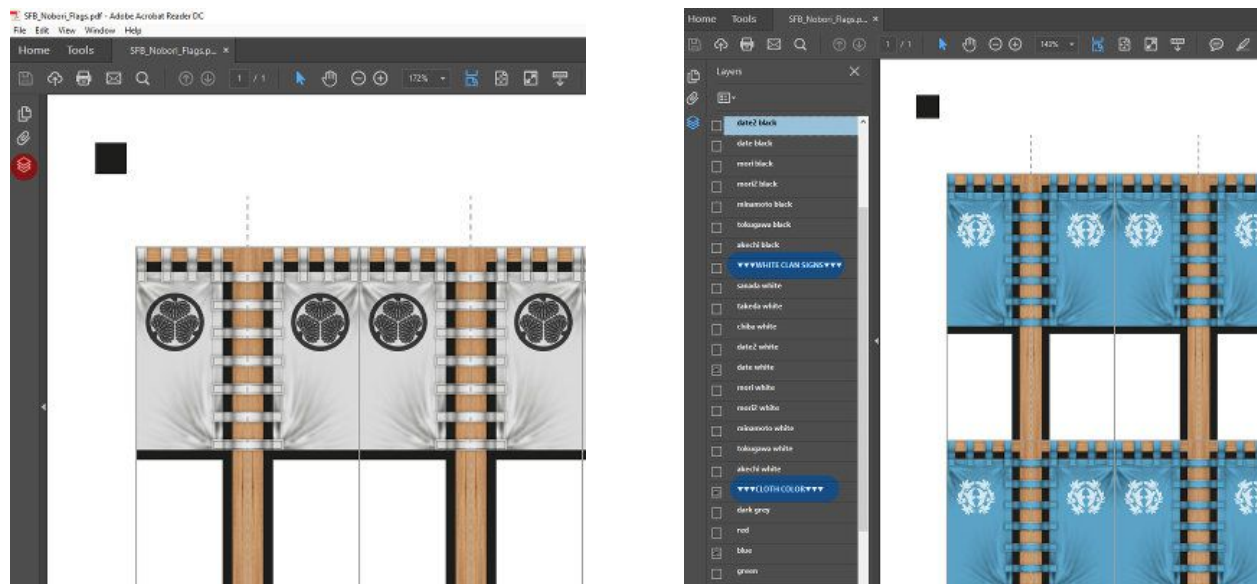 SFB_Nobori_Flags.pdf - Adobe Acrobat Reader DC
File Edit View Window Help
Home Tools SFB_Nobori_Flags.p... ×
1 / 1 172%
Home Tools SFB_Nobori_Flags.p... ×
1 / 1 142%
Layers
date2 black
date black
mori black
mori2 black
minamoto black
tokugawa black
akechi black
▼▼▼WHITE CLAN SIGNS▼▼▼
sanada white
takeda white
chiba white
date2 white
date white
mori white
mori2 white
minamoto white
tokugawa white
akechi white
▼▼▼CLOTH COLOR▼▼▼
dark grey
red
blue
green